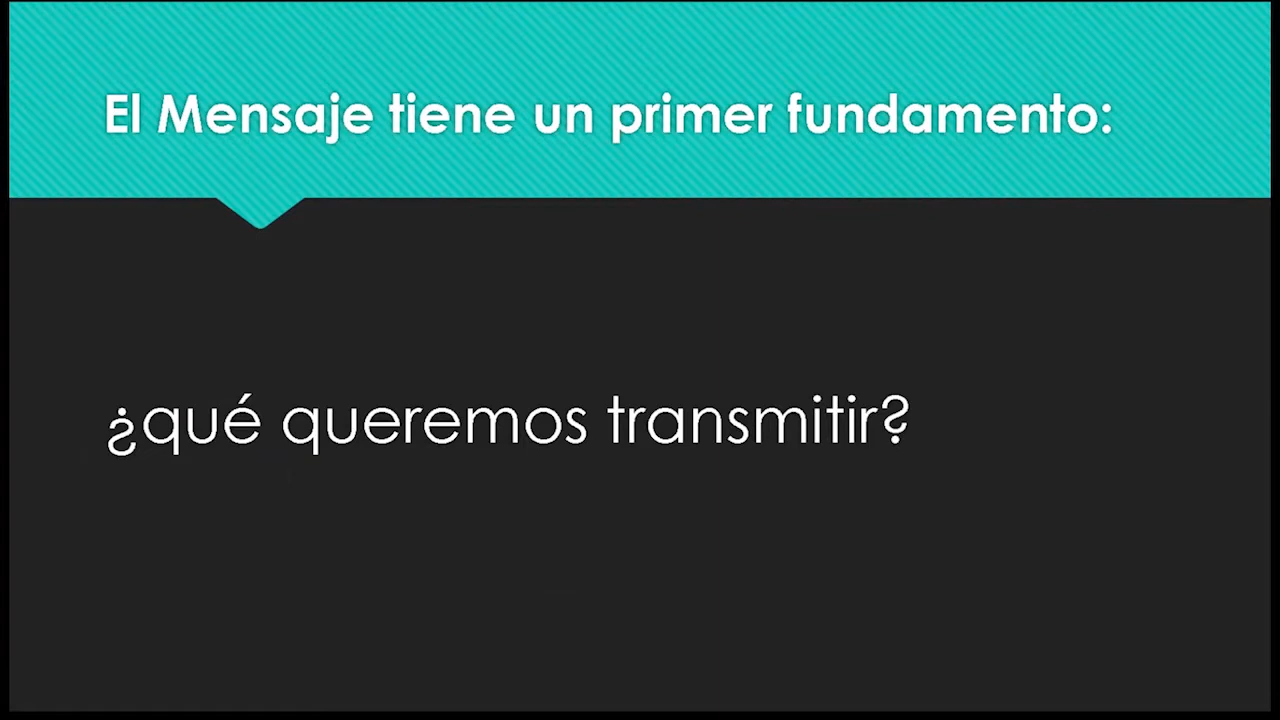 El Mensaje tiene un primer fundamento:
¿qué queremos transmitir?